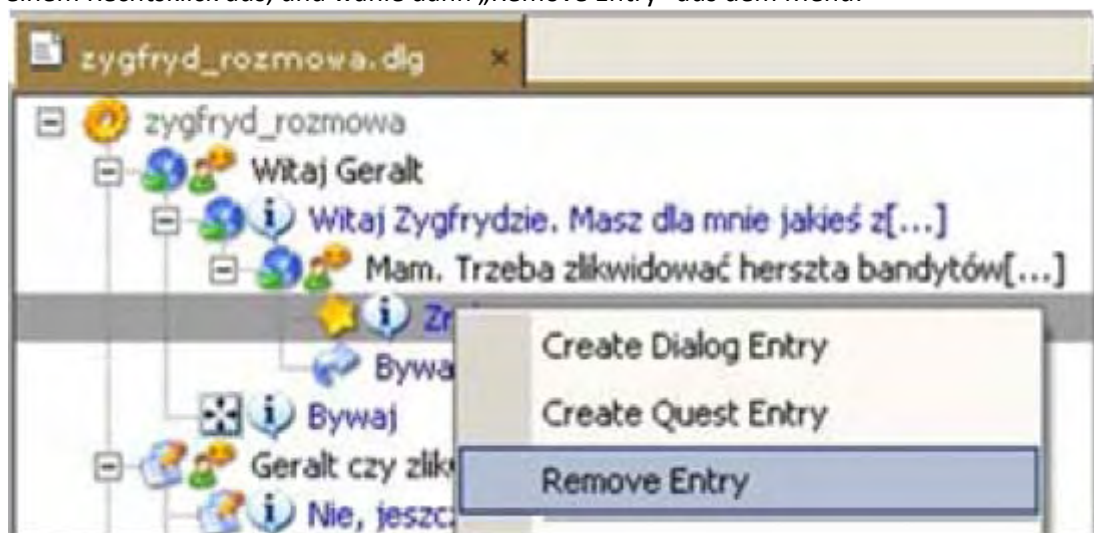 einem Rechtsklick aus, und wähle dann „Remove Entry“ aus dem Menü.
zygfryd_rozmowa.dlg
zygfryd_rozmowa
Witaj Geralt
Witaj Zygfrydzie. Masz dla mnie jakieś z[...]
Mam. Trzeba zlikwidować herszta bandytów[...]
Create Dialog Entry
Bywa
Create Quest Entry
Bywaj
Geralt czy zlik
Remove Entry
Nie, jeszc